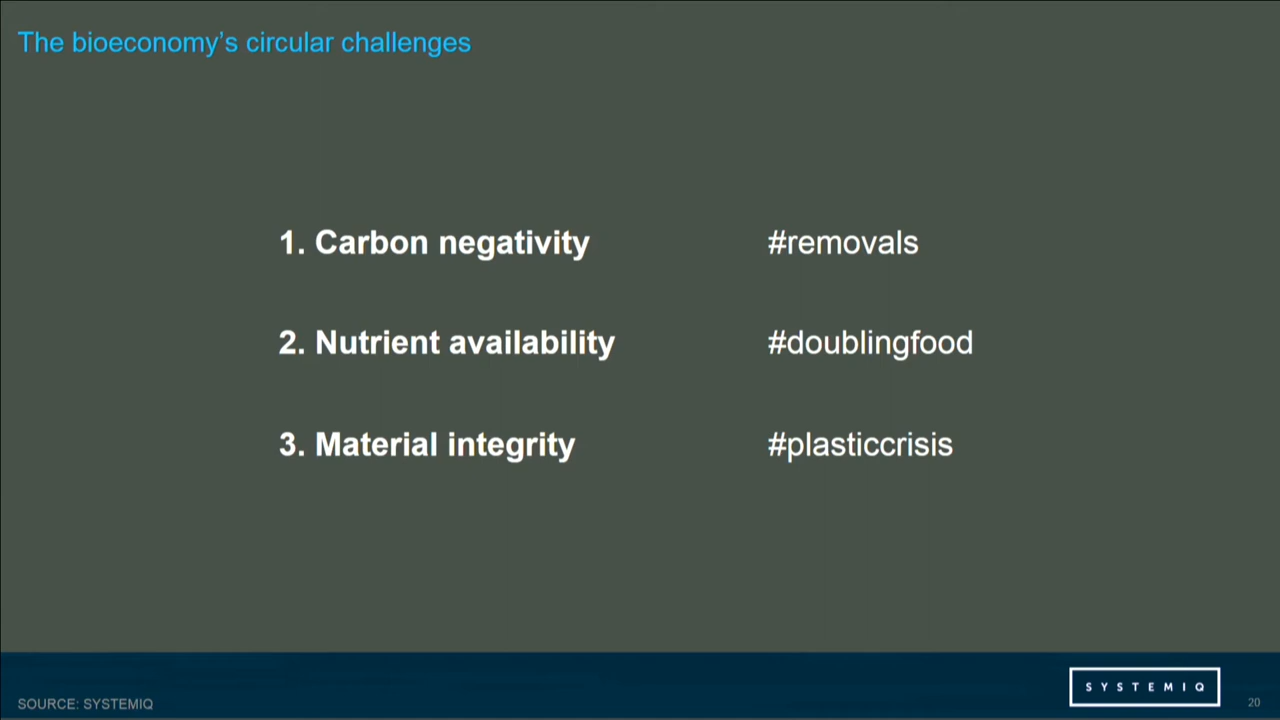 The bioeconomy’s circular challenges
1. Carbon negativity #removals
2. Nutrient availability #doublingfood
3. Material integrity #plasticcrisis
SYSTEMIQ
SOURCE: SYSTEMIQ
20